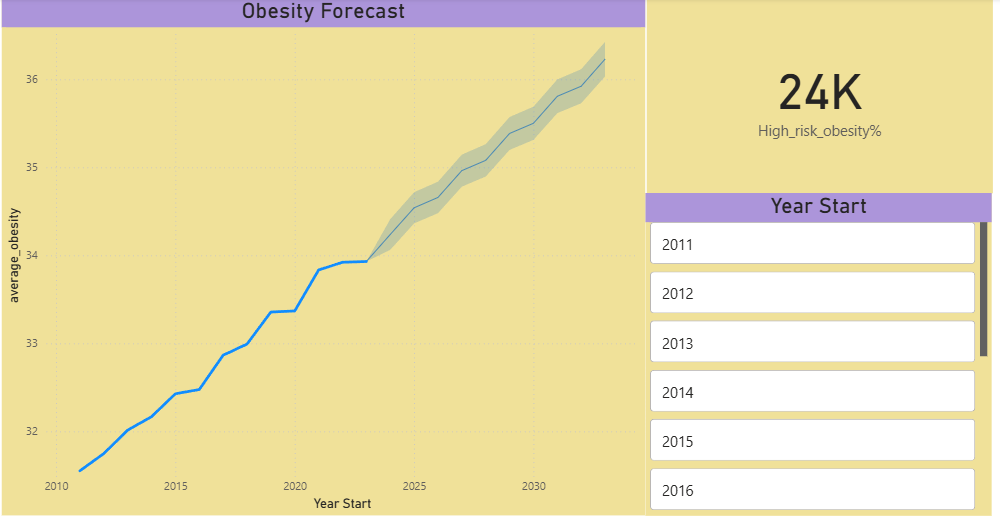 Obesity Forecast
average_obesity
36
35
34
33
32
2010 2015 2020 2025 2030
Year Start
24K
High_risk_obesity%
Year Start
2011
2012
2013
2014
2015
2016